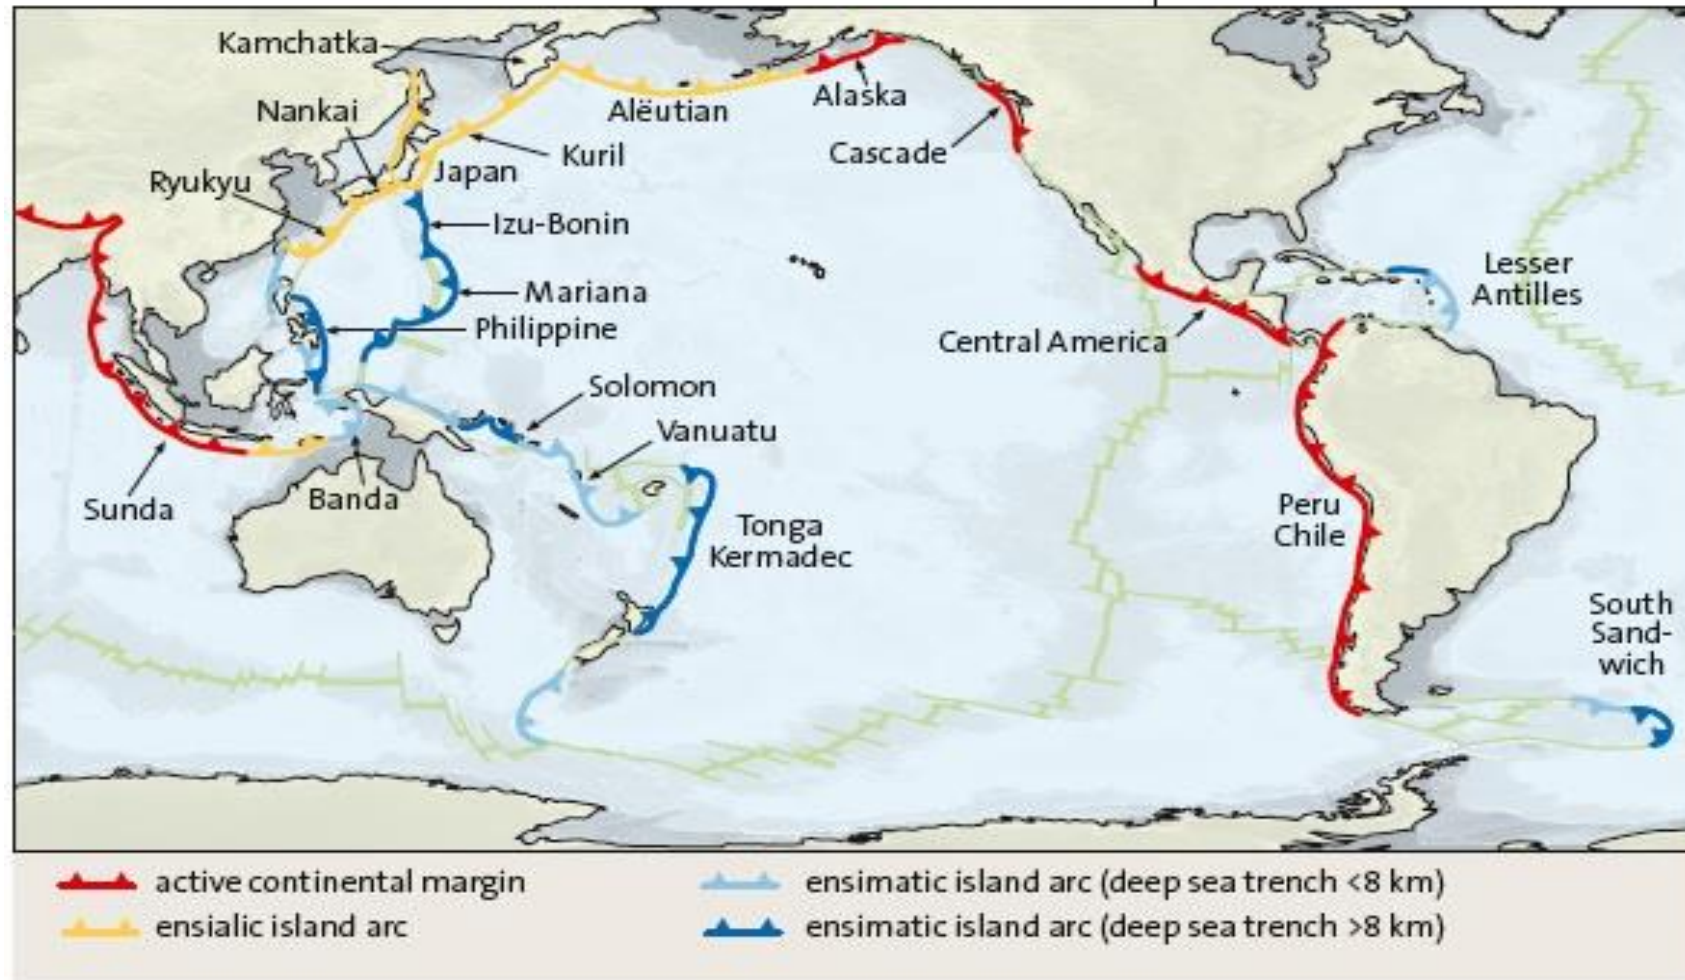 Kamchatka
Nankai
Ryukyu
Alëutian
Alaska
Kuril
Japan
Cascade
Izu-Bonin
Mariana
Philippine
Lesser
Antilles
Central America
Solomon
Vanuatu
Sunda
Banda
Tonga
Kermadec
Peru
Chile
South
Sand-
wich
active continental margin
ensialic island arc
ensimatic island arc (deep sea trench <8 km)
ensimatic island arc (deep sea trench >8 km)